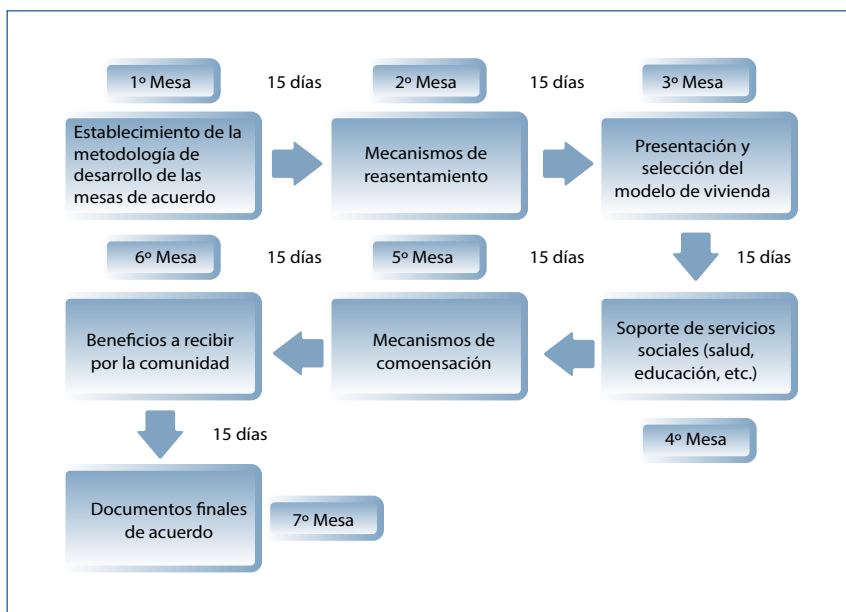 1º Mesa
15 días
2º Mesa
15 días
3º Mesa
Establecimiento de la
metodología de
desarrollo de las
mesas de acuerdo
Mecanismos de
reasentamiento
Presentación y
selección del
modelo de vivienda
15 días
6º Mesa
15 días
5º Mesa
15 días
Soporte de servicios
sociales (salud,
educación, etc.)
4º Mesa
Mecanismos de
comoensación
Beneficios a recibir
por la comunidad
15 días
Documentos finales
de acuerdo
7º Mesa